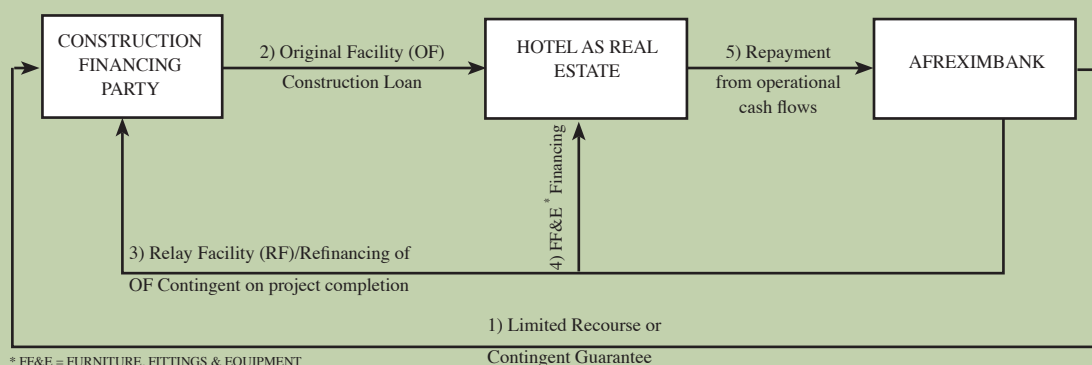 CONSTRUCTION
FINANCING
PARTY
2) Original Facility (OF)
Construction Loan
HOTEL AS REAL
ESTATE
5) Repayment
from operational
cash flows
AFREXIMBANK
4) FF&E * Financing
3) Relay Facility (RF)/Refinancing of
OF Contingent on project completion
1) Limited Recourse or
Contingent Guarantee
* FF&E = FURNITURE, FITTINGS & EQUIPMENT